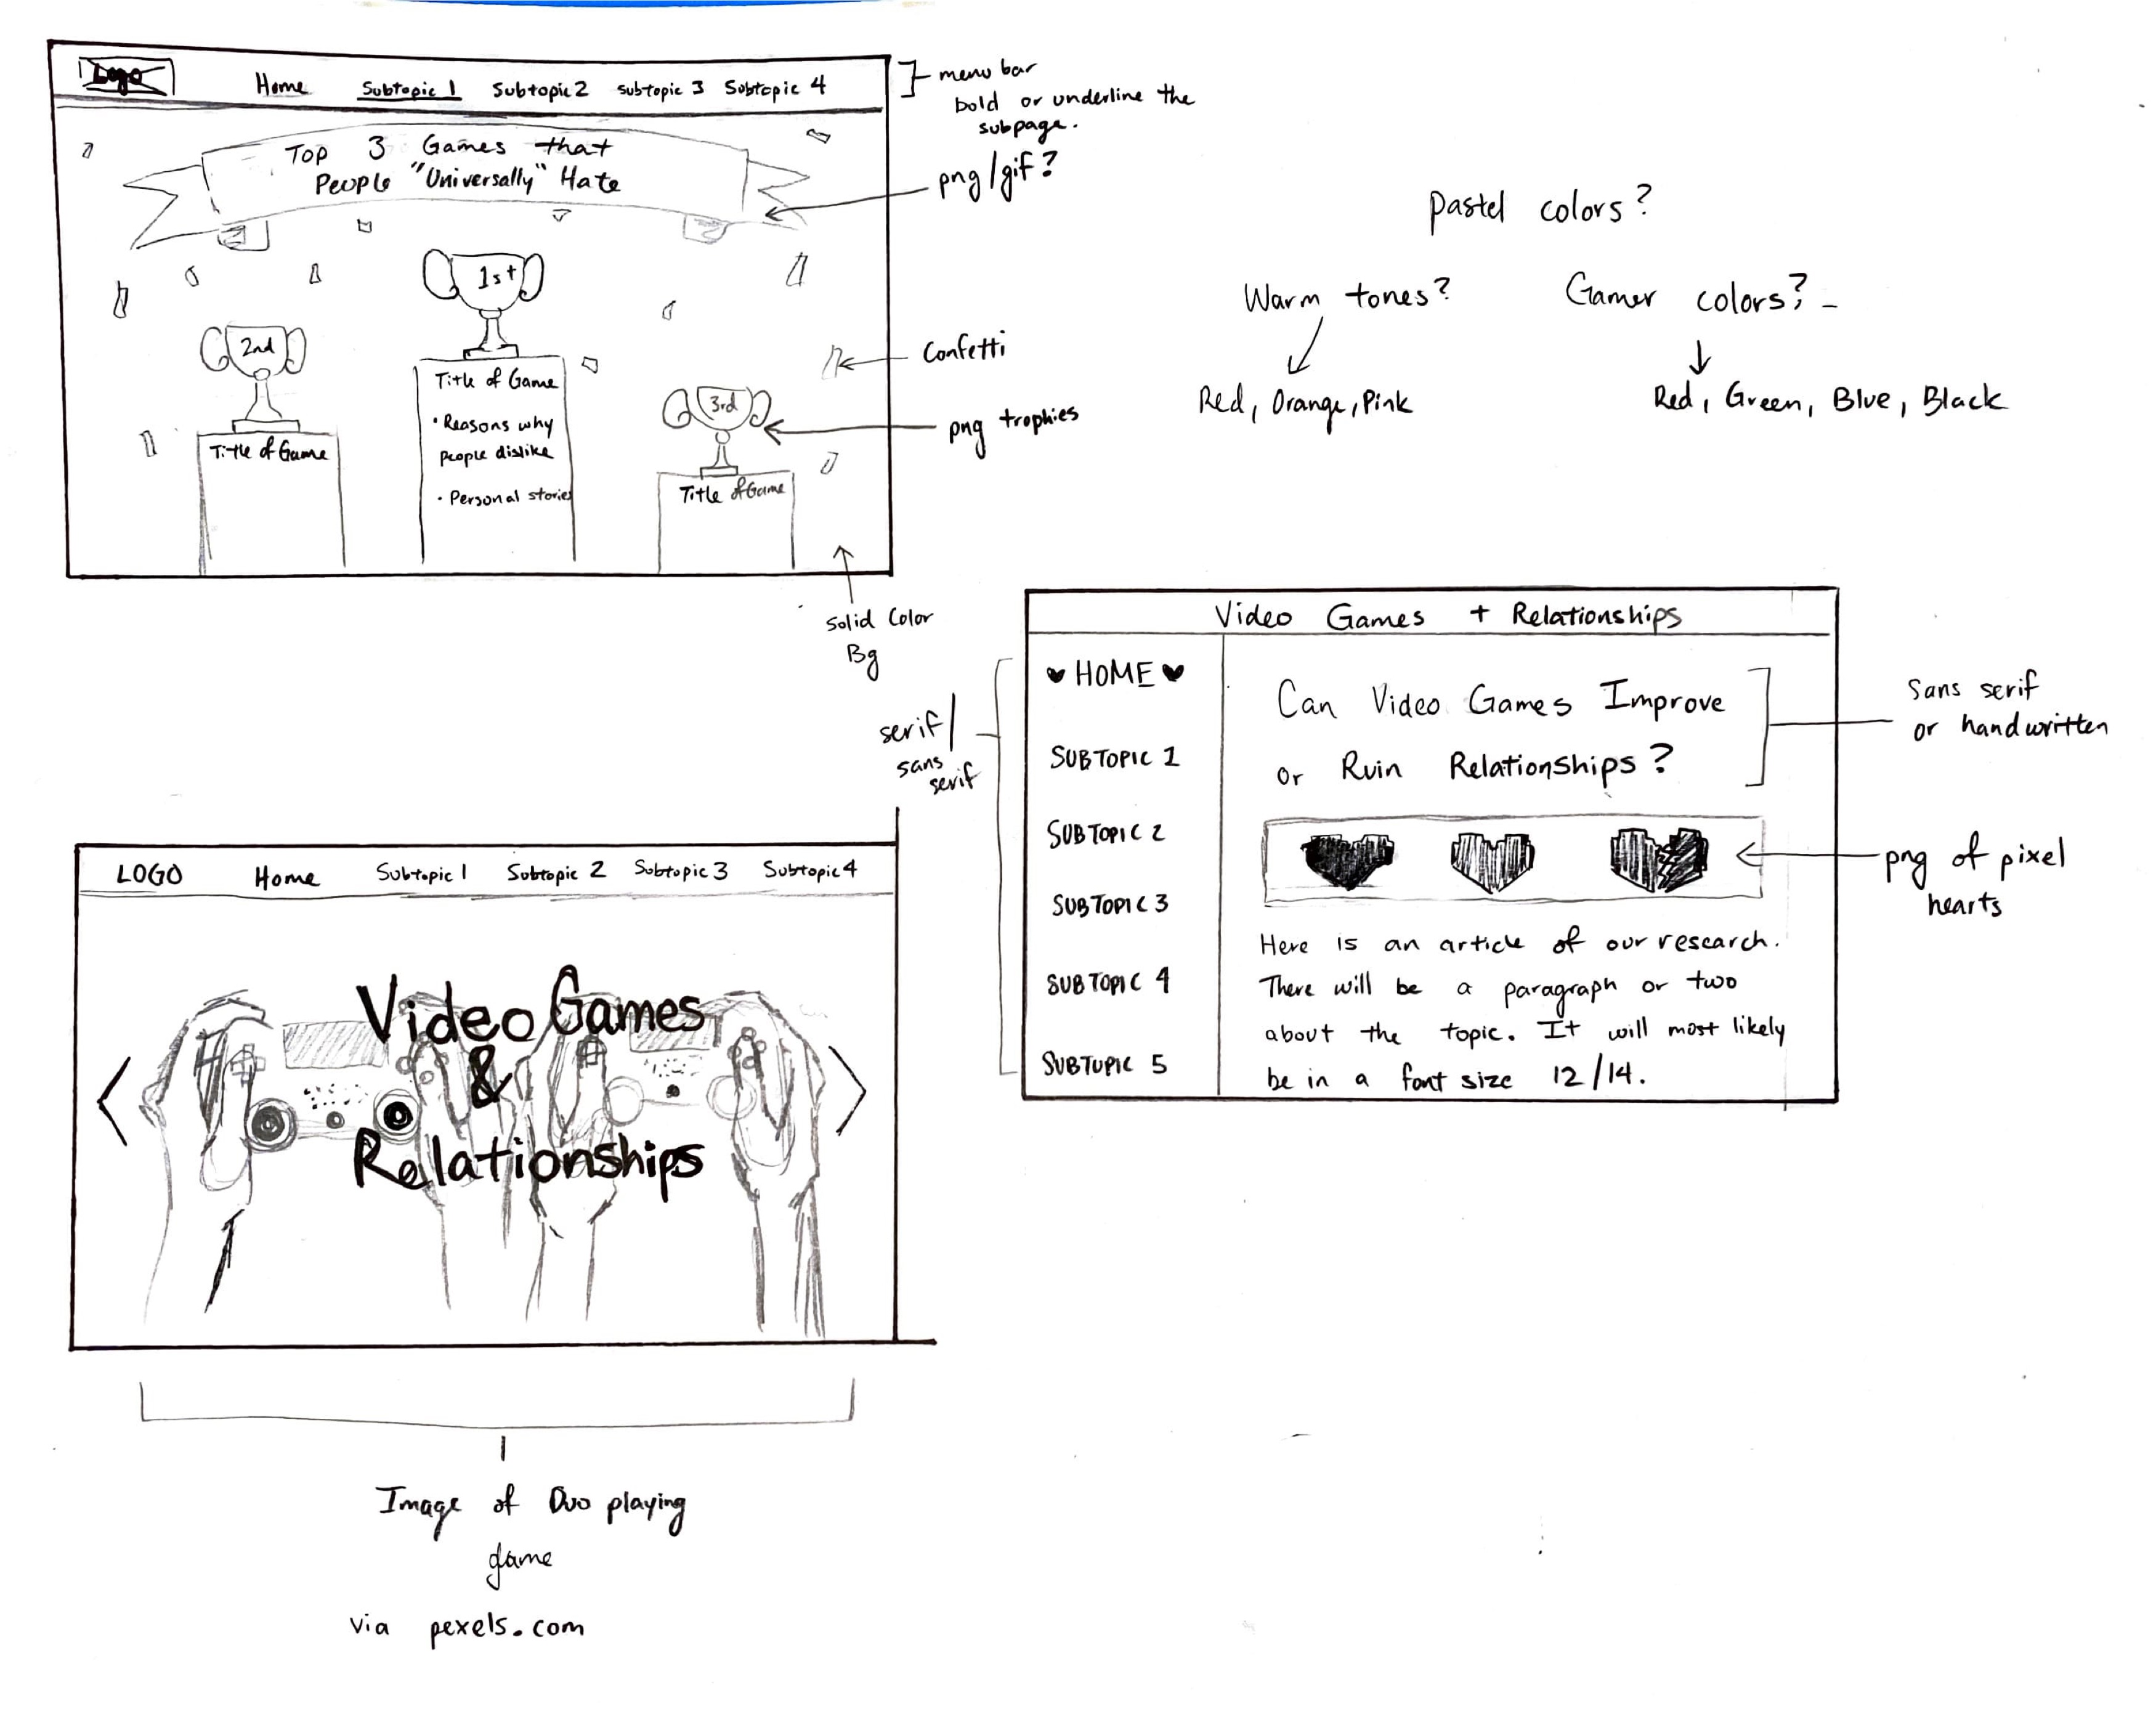 Logo
Home Subtopic 1 Subtopic 2 subtopic 3 Subtopic 4
Top 3 Games that
People "Universally" Hate
1st
2nd
3rd
Title of Game
• Reasons why
people dislike
• Personal stories
Title of Game
Title of Game
menu bar
bold or underline the
subpage.
png/gif?
Confetti
png trophies
Solid Color
Bg
Pastel colors?
Warm tones?
Red, Orange, Pink
Gamer colors? -
Red, Green, Blue, Black
Video Games + Relationships
♥ HOME ♥
SUBTOPIC 1
SUBTOPIC 2
SUBTOPIC 3
SUBTOPIC 4
SUBTOPIC 5
serif/
sans
serif
Can Video Games Improve
or Ruin Relationships?
Here is an article of our research.
There will be a paragraph or two
about the topic. It will most likely
be in a font size 12/14.
Sans serif
or handwritten
png of pixel
hearts
LOGO Home Subtopic 1 Subtopic 2 Subtopic 3 Subtopic 4
Video Games
&
Relationships
Image of Duo playing
game
via pexels.com